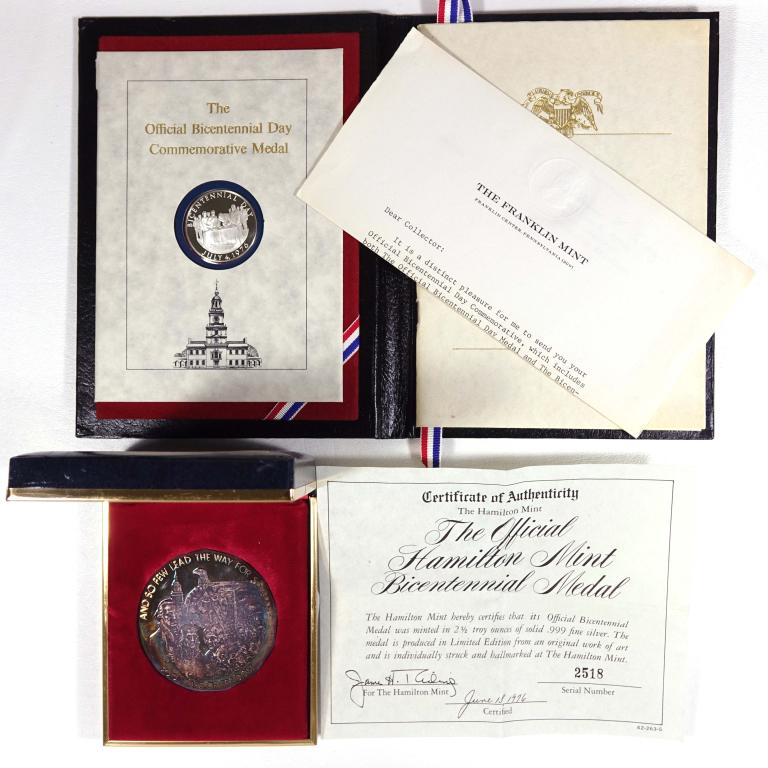 The
Official Bicentennial Day
Commemorative Medal
BICENTENNIAL DAY
JULY 4, 1976
THE FRANKLIN MINT
FRANKLIN CENTER, PENNSYLVANIA 19091
Dear Collector:
It is a distinct pleasure for me to send you your
Official Bicentennial Day Commemorative, which includes
both The Official Bicentennial Day Medal and The Bicen-
AND SO FEW LEAD THE WAY FOR
Certificate of Authenticity
The Hamilton Mint
The Official
Hamilton Mint
Bicentennial Medal
The Hamilton Mint hereby certifies that its Official Bicentennial
Medal was minted in 2½ troy ounces of solid .999 fine silver. The
medal is produced in Limited Edition from an original work of art
and is individually struck and hallmarked at The Hamilton Mint.
2518
For The Hamilton Mint
Serial Number
June 18, 1976
Certified
42-263-G